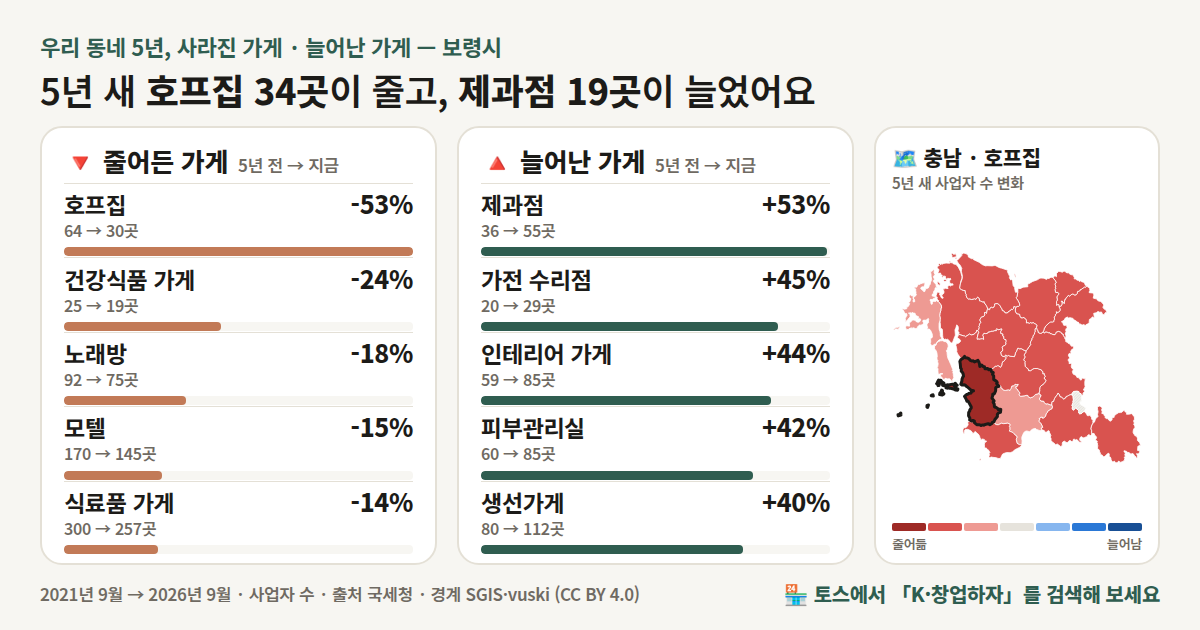 우리 동네 5년, 사라진 가게 · 늘어난 가게 — 보령시
5년 새 호프집 34곳이 줄고, 제과점 19곳이 늘었어요
줄어든 가게 5년 전 → 지금
호프집 -53%
64 → 30곳
건강식품 가게 -24%
25 → 19곳
노래방 -18%
92 → 75곳
모텔 -15%
170 → 145곳
식료품 가게 -14%
300 → 257곳
늘어난 가게 5년 전 → 지금
제과점 +53%
36 → 55곳
가전 수리점 +45%
20 → 29곳
인테리어 가게 +44%
59 → 85곳
피부관리실 +42%
60 → 85곳
생선가게 +40%
80 → 112곳
충남 · 호프집
5년 새 사업자 수 변화
줄어듦 늘어남
2021년 9월 → 2026년 9월 · 사업자 수 · 출처 국세청 · 경계 SGIS·vuski (CC BY 4.0)
토스에서 「K·창업하자」를 검색해 보세요